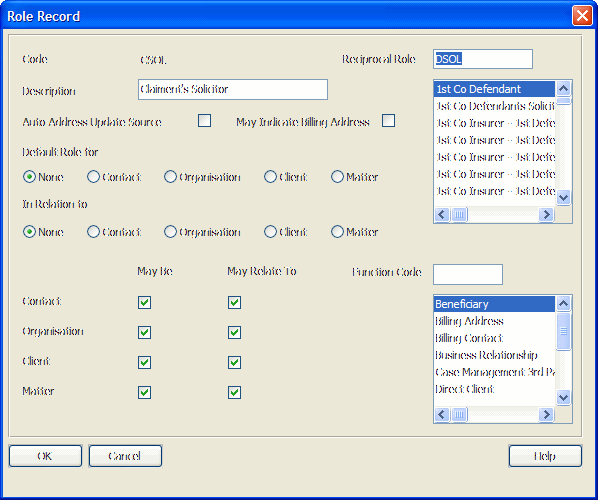 Role Record
Code CSOL Reciprocal Role DSOL
Description Claiment's Solicitor
1st Co Defendant
1st Co Defendants Solicit
1st Co Insurer - 1st Defe
1st Co Insurer - 1st Defe
1st Co Insurer - 1st Defe
1st Co Insurer - 1st Defe
1st Co Insurer - 1st Defe
Auto Address Update Source May Indicate Billing Address
Default Role for
None Contact Organisation Client Matter
In Relation to
None Contact Organisation Client Matter
May Be May Relate To Function Code
Contact
Organisation
Client
Matter
Beneficiary
Billing Address
Billing Contact
Business Relationship
Case Management 3rd Pa
Direct Client
OK Cancel Help